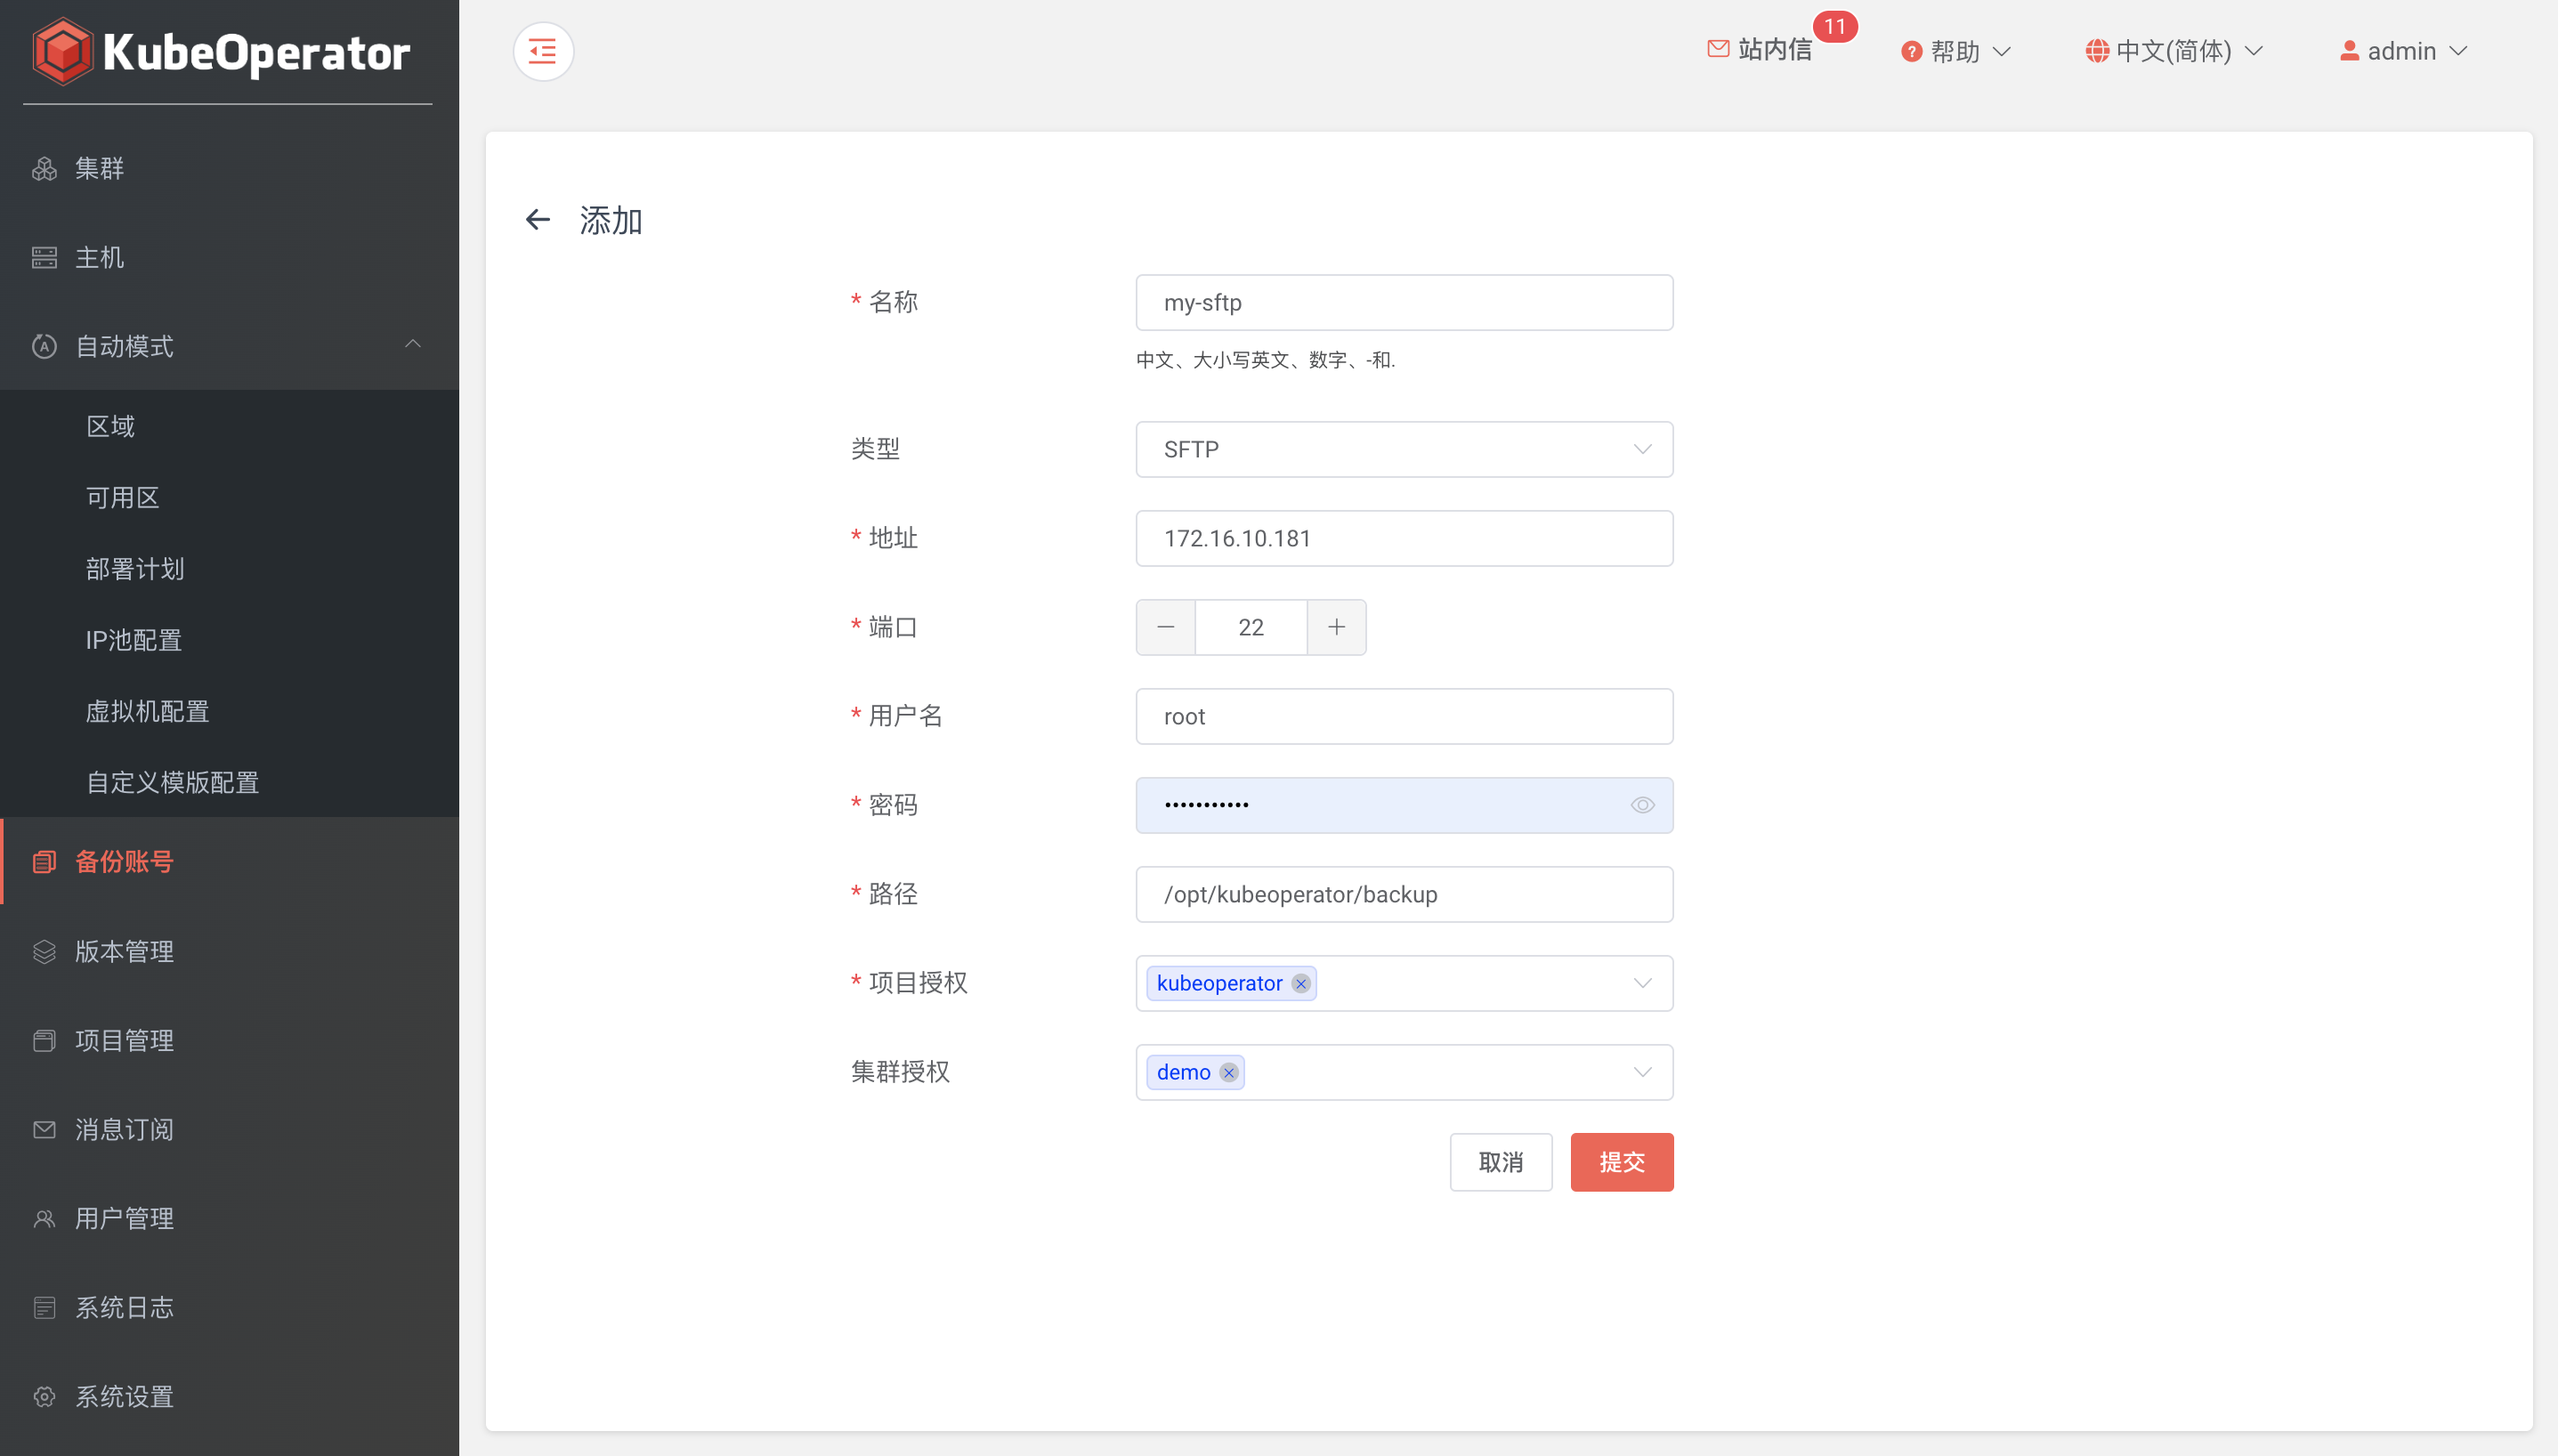 KubeOperator
站内信
11
帮助
中文(简体)
admin
集群
主机
自动模式
区域
可用区
部署计划
IP池配置
虚拟机配置
自定义模版配置
备份账号
版本管理
项目管理
消息订阅
用户管理
系统日志
系统设置
添加
* 名称
my-sftp
中文、大小写英文、数字、-和.
类型
SFTP
* 地址
172.16.10.181
* 端口
22
* 用户名
root
* 密码
•••••••••••
* 路径
/opt/kubeoperator/backup
* 项目授权
kubeoperator
集群授权
demo
取消
提交